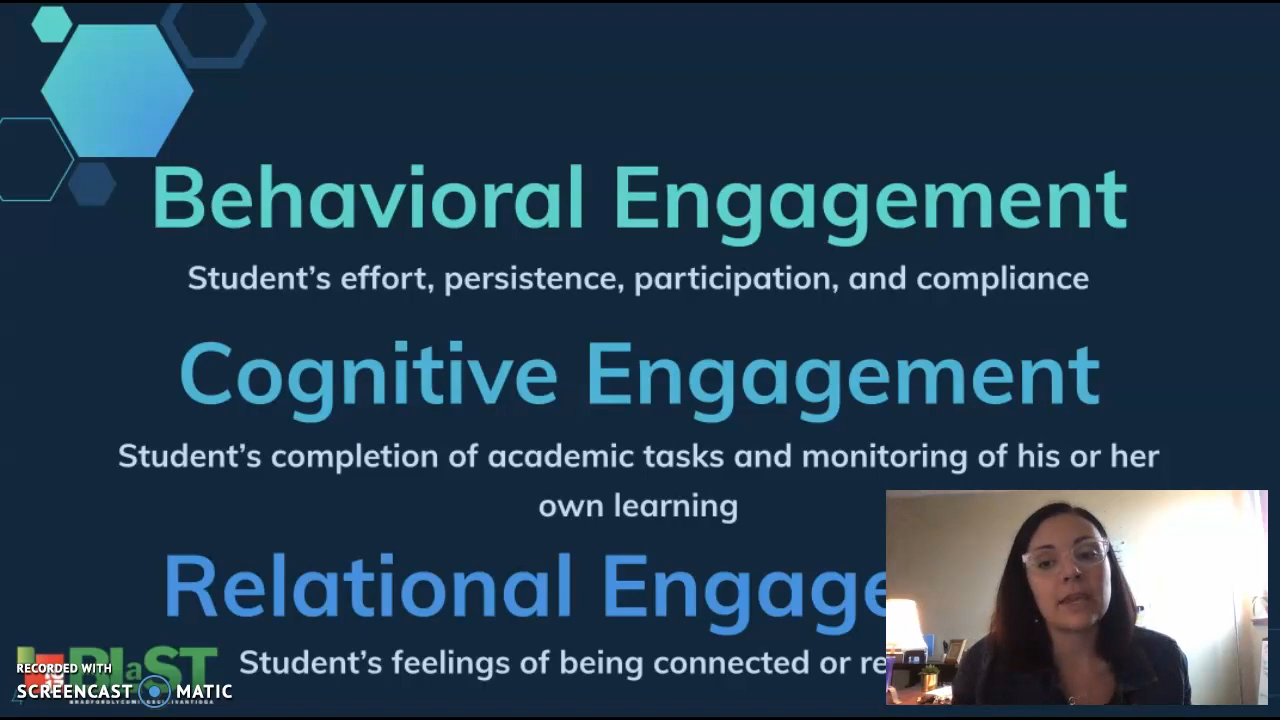 Behavioral Engagement
Student's effort, persistence, participation, and compliance
Cognitive Engagement
Student's completion of academic tasks and monitoring of his or her
own learning
Relational Engage
Student's feelings of being connected or re
BLaST
RECORDED WITH
SCREENCAST MATIC